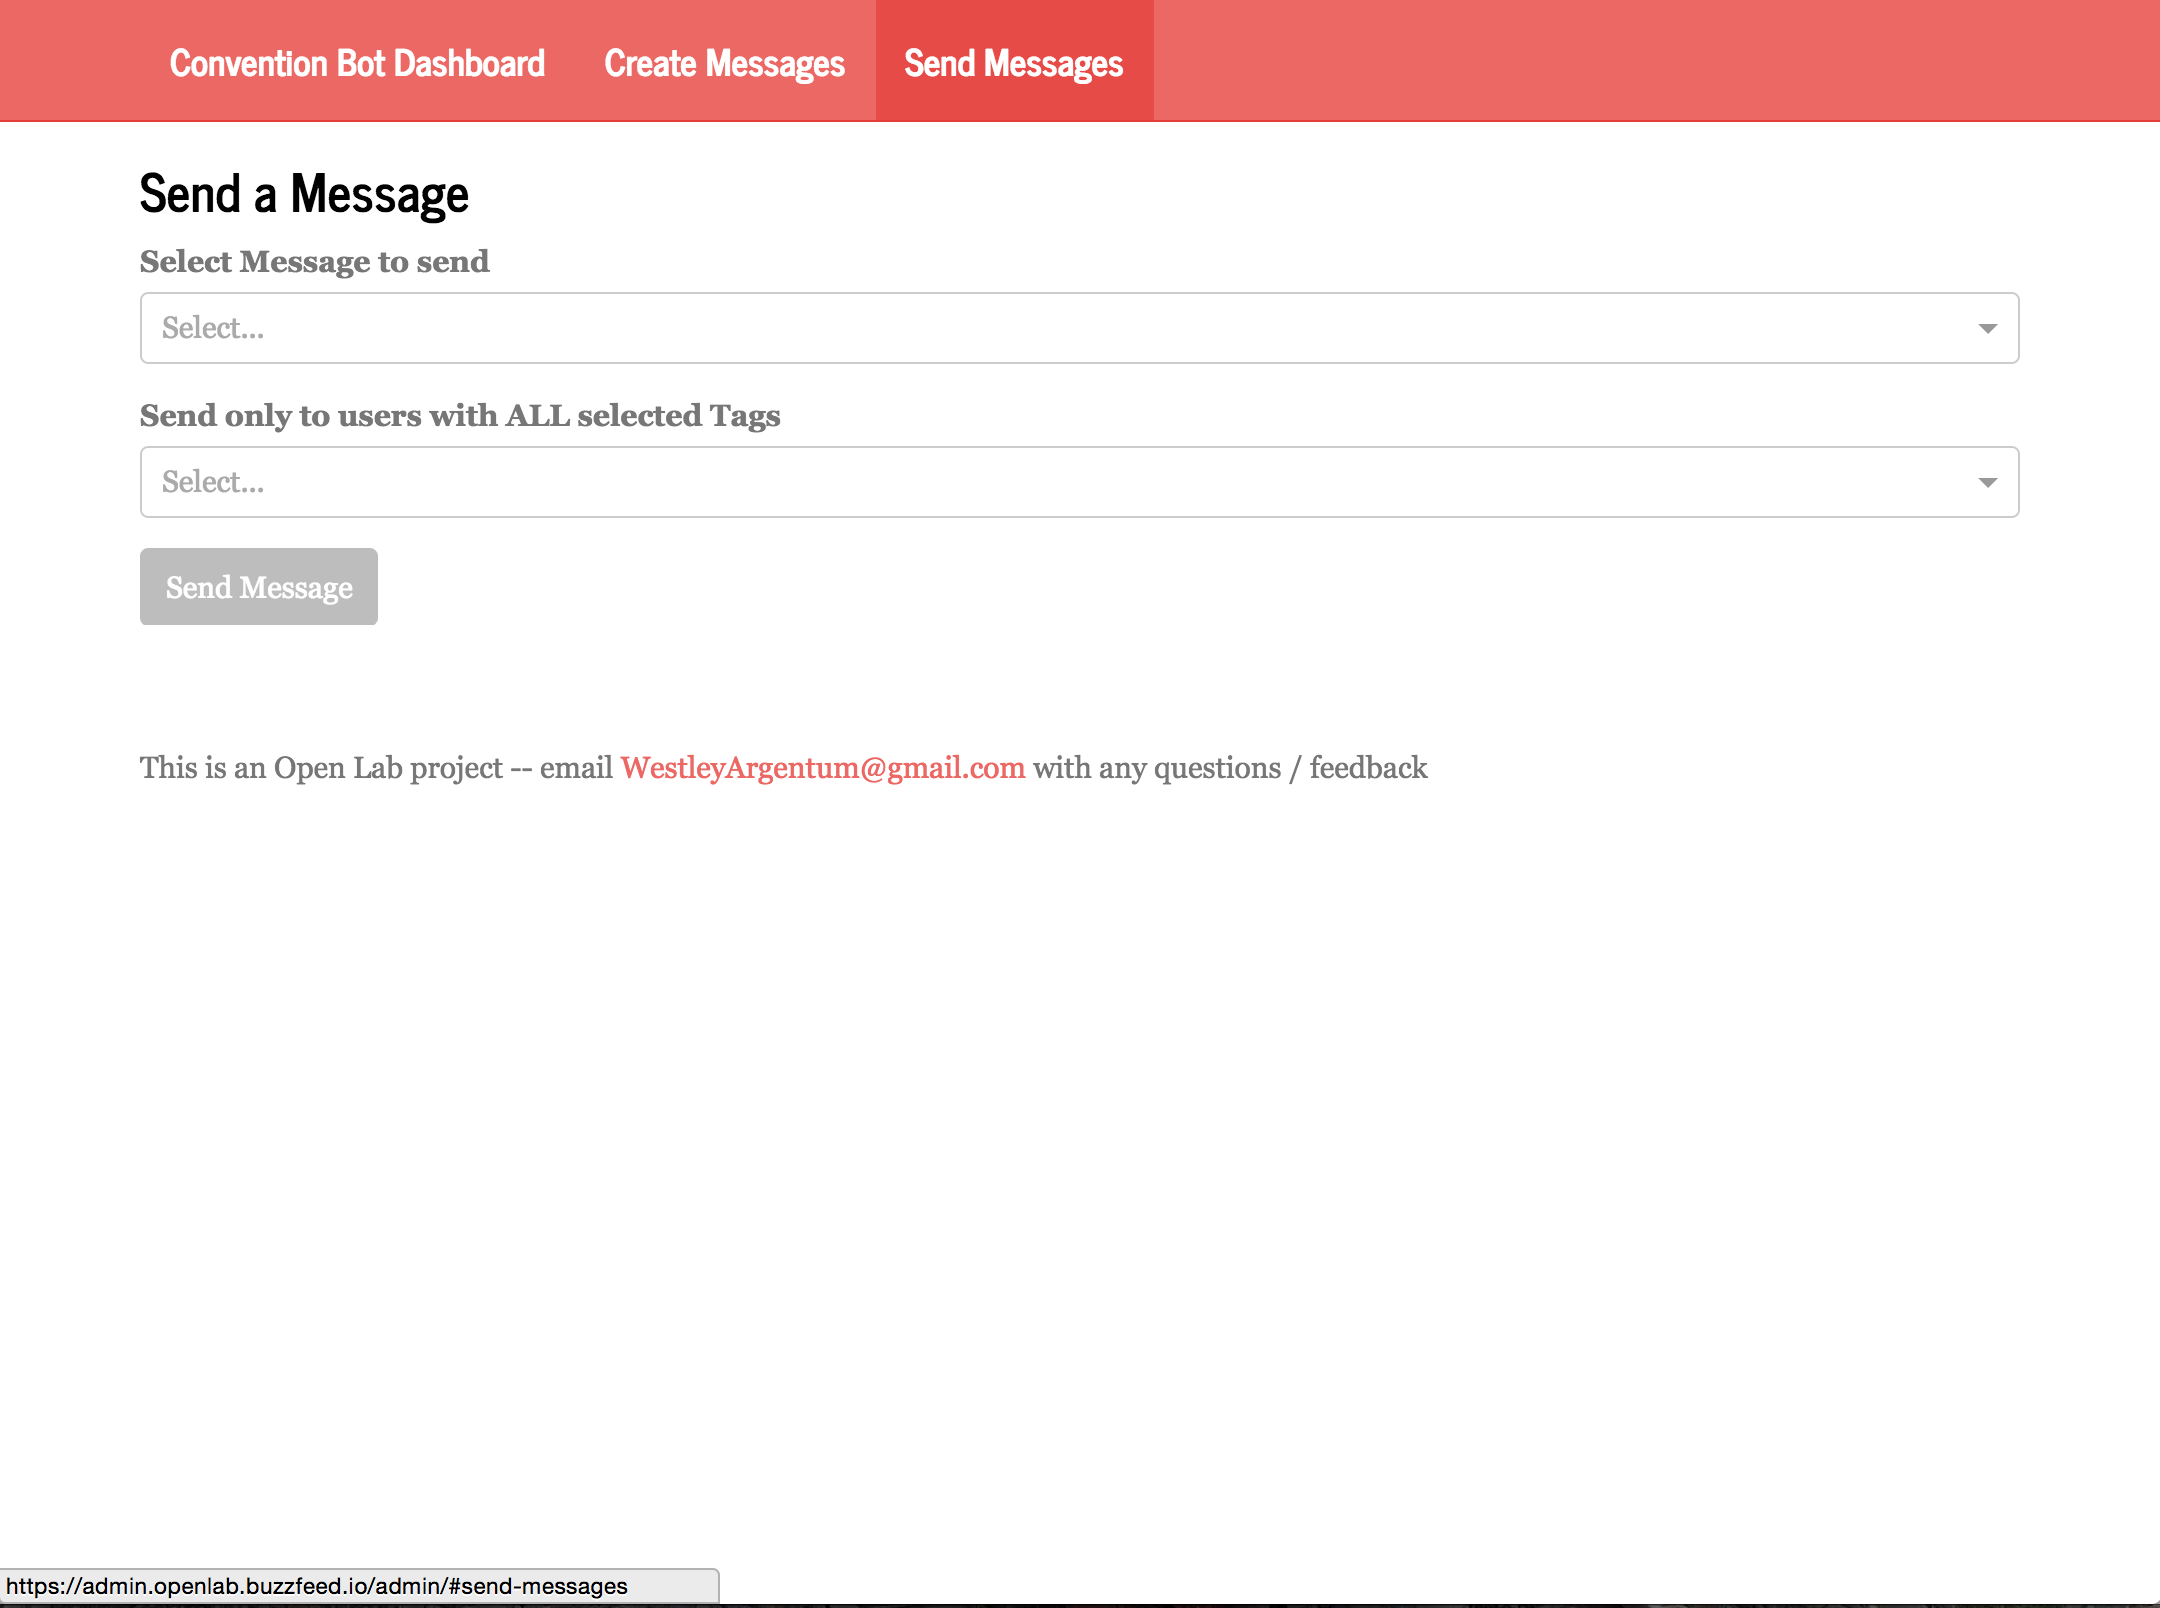 Convention Bot Dashboard Create Messages Send Messages
Send a Message
Select Message to send
Select...
Send only to users with ALL selected Tags
Select...
Send Message
This is an Open Lab project -- email WestleyArgentum@gmail.com with any questions / feedback
https://admin.openlab.buzzfeed.io/admin/#send-messages